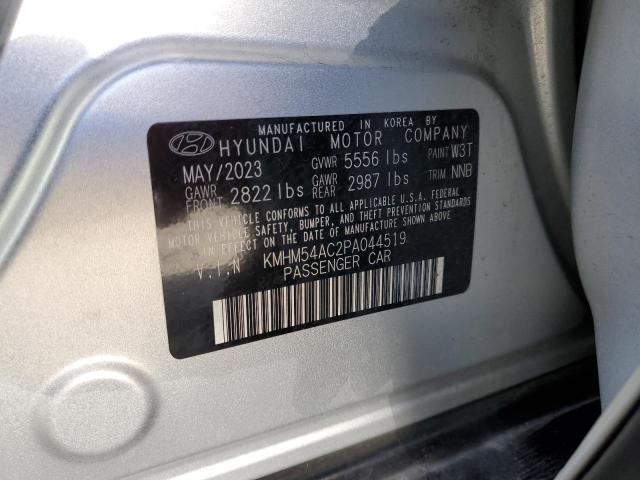 MANUFACTURED IN KOREA BY
HYUNDAI MOTOR COMPANY
MAY/2023 GVWR 5556 lbs PAINT W3T
GAWR FRONT 2822 lbs GAWR REAR 2987 lbs TRIM NNB
THIS VEHICLE CONFORMS TO ALL APPLICABLE U.S.A. FEDERAL
MOTOR VEHICLE SAFETY, BUMPER, AND THEFT PREVENTION STANDARDS
IN EFFECT ON THE DATE OF MANUFACTURE SHOWN ABOVE.
V.I.N KMHM54AC2PA044519
PASSENGER CAR